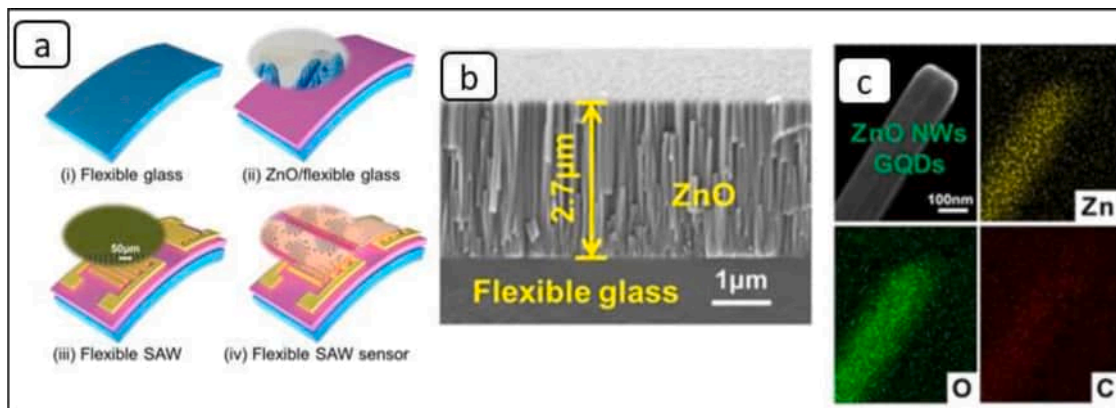 a
(i) Flexible glass
(ii) ZnO/flexible glass
50μm
(iii) Flexible SAW
(iv) Flexible SAW sensor
b
2.7μm
ZnO
Flexible glass
1μm
c
ZnO NWs
GQDs
100nm
Zn
O
C